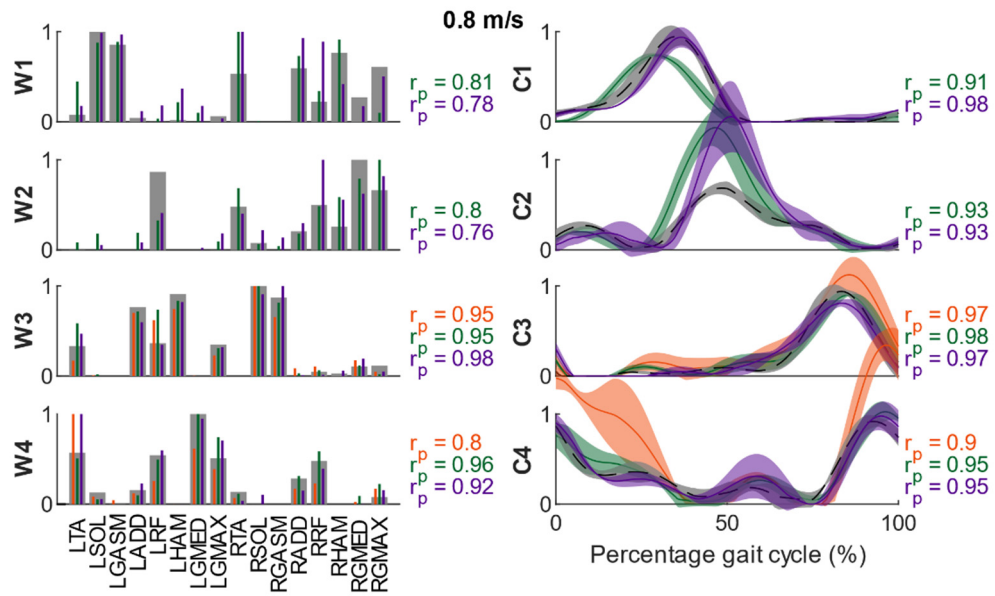 0.8 m/s
W1
1
0
r_p = 0.81
r_p = 0.78
C1
1
0
r_p = 0.91
r_p = 0.98
W2
1
0
r_p = 0.8
r_p = 0.76
C2
1
0
r_p = 0.93
r_p = 0.93
W3
1
0
r_p = 0.95
r_p = 0.95
r_p = 0.98
C3
1
0
r_p = 0.97
r_p = 0.98
r_p = 0.97
W4
1
0
r_p = 0.8
r_p = 0.96
r_p = 0.92
C4
1
0
r_p = 0.9
r_p = 0.95
r_p = 0.95
LTA
LSOL
LGASM
LADD
LRF
LHAM
LGMED
LGMAX
RTA
RSOL
RGASM
RADD
RRF
RHAM
RGMED
RGMAX
0 50 100
Percentage gait cycle (%)